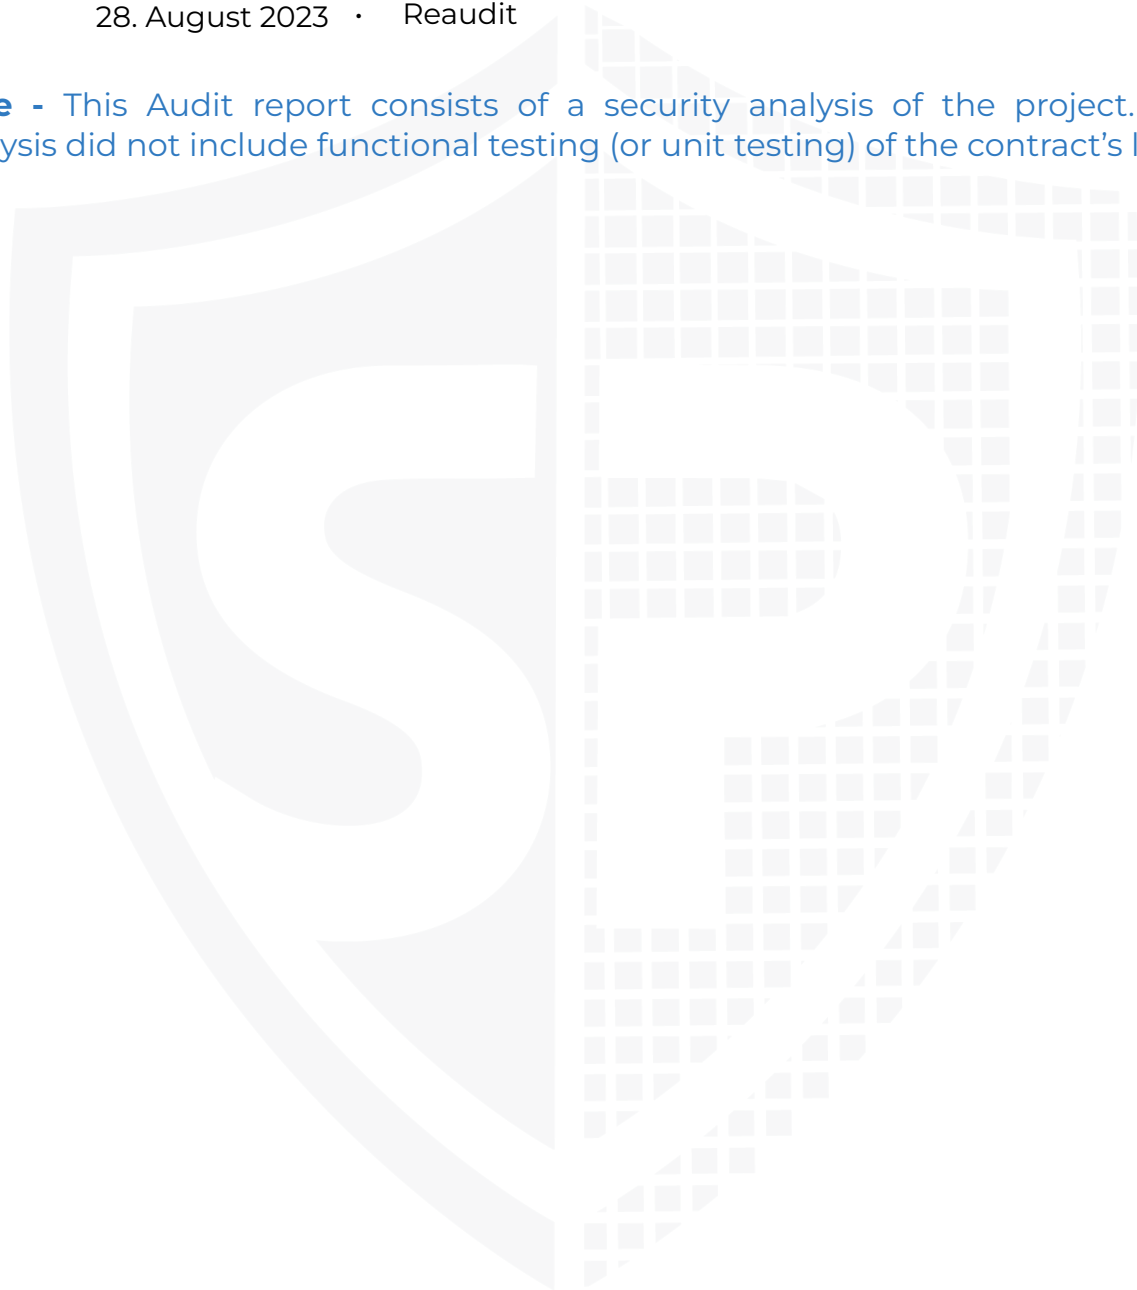 28. August 2023 • Reaudit
e - This Audit report consists of a security analysis of the project.
ysis did not include functional testing (or unit testing) of the contract's l
SP